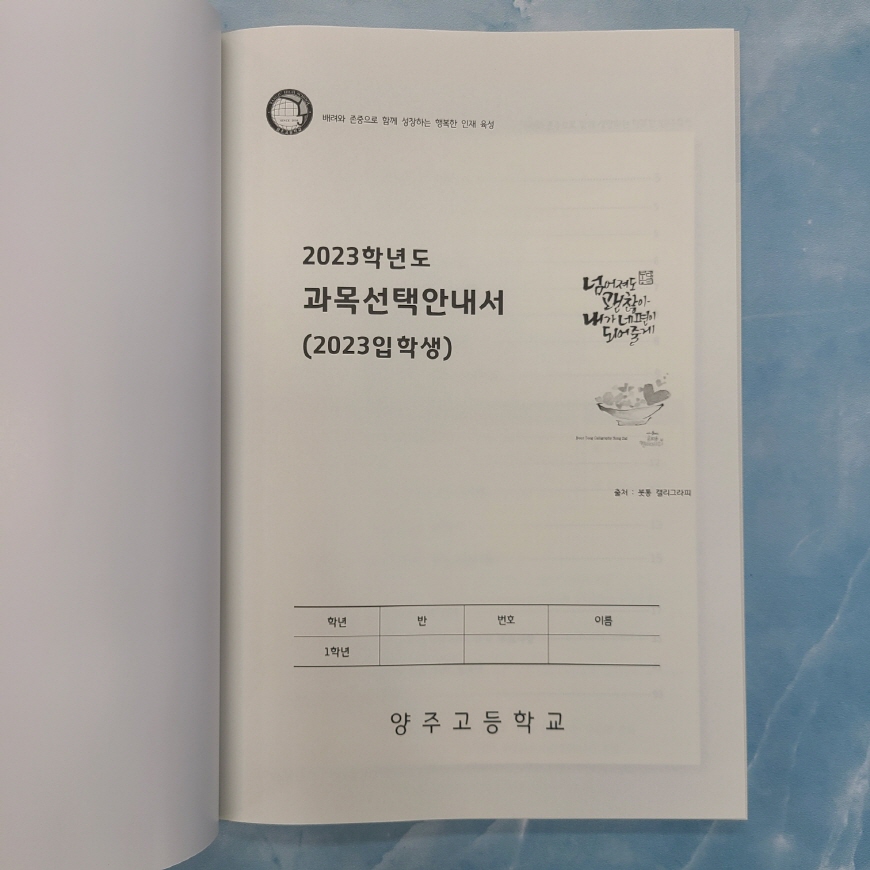 배려와 존중으로 함께 성장하는 행복한 인재 육성
2023학년도
과목선택안내서
(2023입학생)
넘어져도
괜찮아
내가 네편이
되어줄게
출처 : 붓통 캘리그라피
학년 반 번호 이름
1학년
양주고등학교